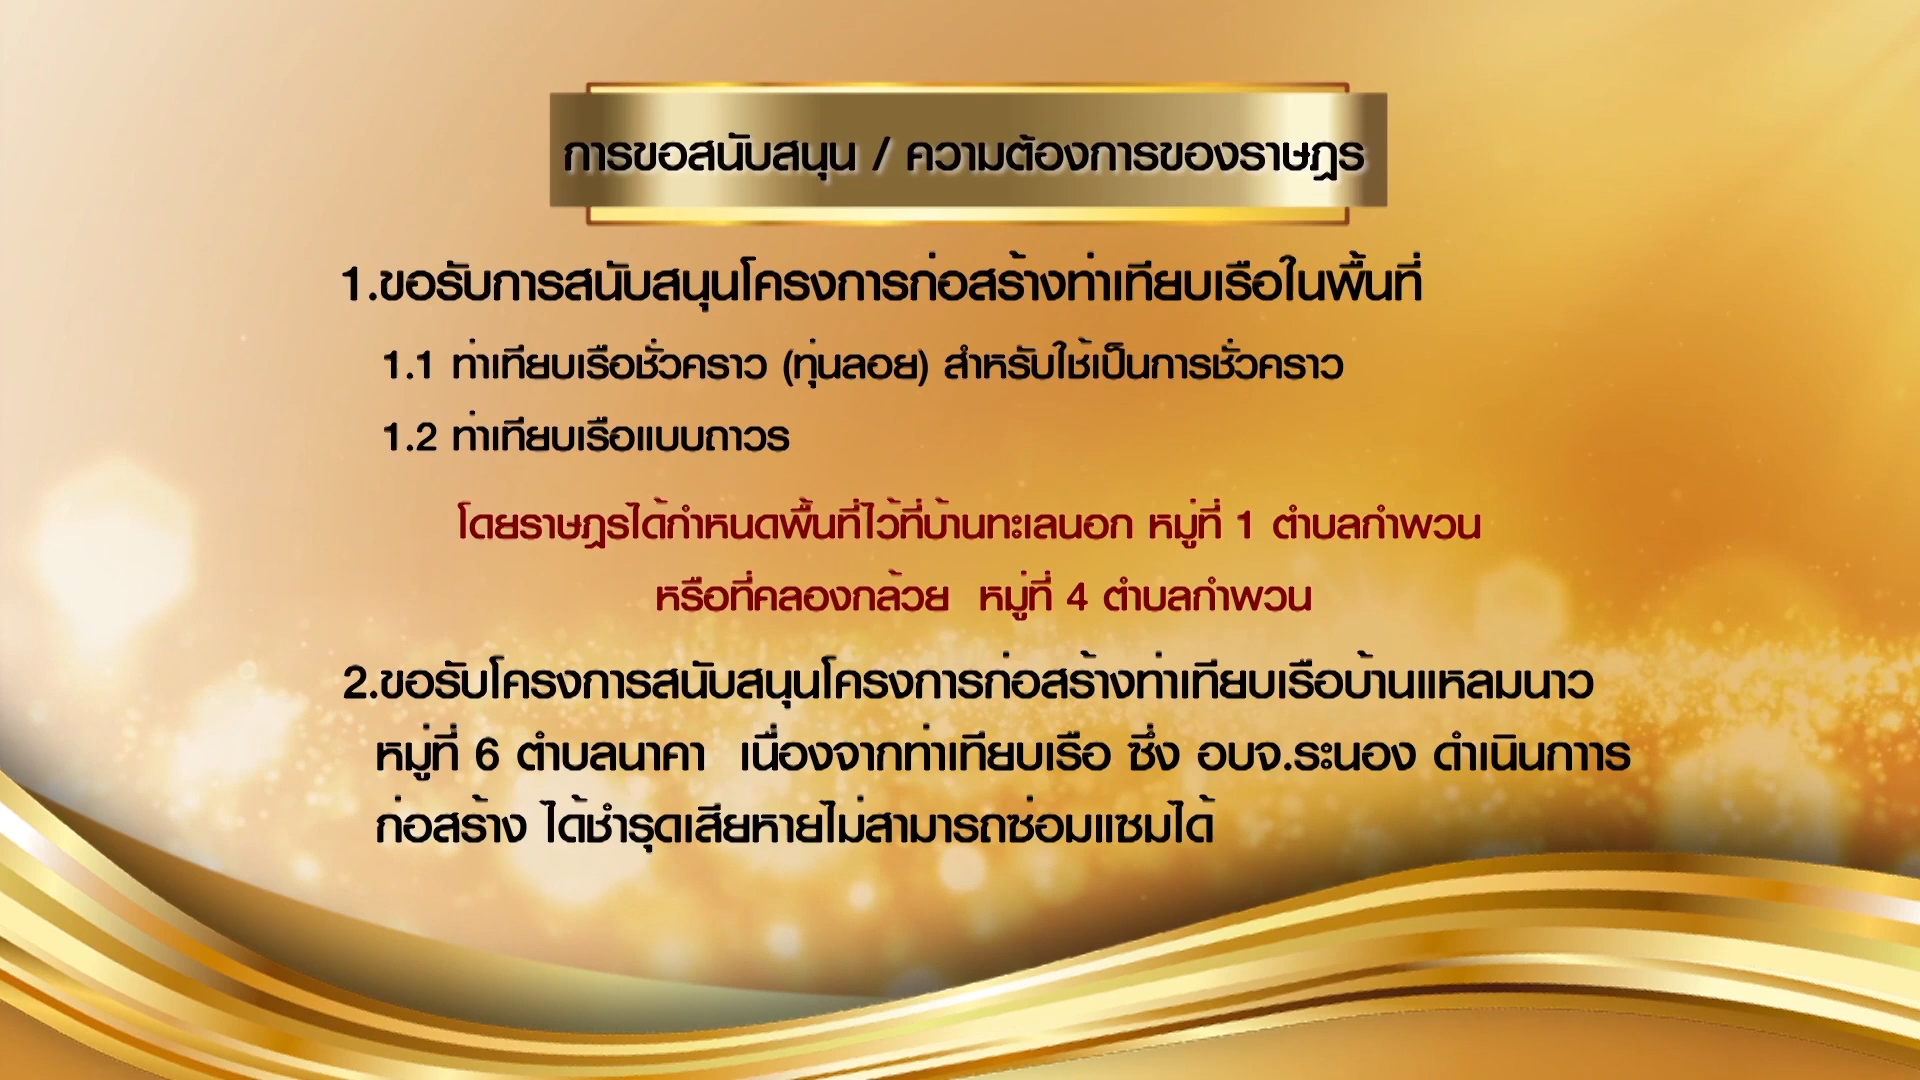 การขอสนับสนุน / ความต้องการของราษฎร
1.ขอรับการสนับสนุนโครงการก่อสร้างท่าเทียบเรือในพื้นที่
1.1 ท่าเทียบเรือชั่วคราว (ทุ่นลอย) สำหรับใช้เป็นการชั่วคราว
1.2 ท่าเทียบเรือแบบถาวร
โดยราษฎรได้กำหนดพื้นที่ไว้ที่บ้านทะเลนอก หมู่ที่ 1 ตำบลกำพวน
หรือที่คลองกล้วย  หมู่ที่ 4 ตำบลกำพวน
2.ขอรับโครงการสนับสนุนโครงการก่อสร้างท่าเทียบเรือบ้านแหลมนาว
หมู่ที่ 6 ตำบลนาคา  เนื่องจากท่าเทียบเรือ ซึ่ง อบจ.ระนอง ดำเนินกาาร
ก่อสร้าง ได้ชำรุดเสียหายไม่สามารถซ่อมแซมได้